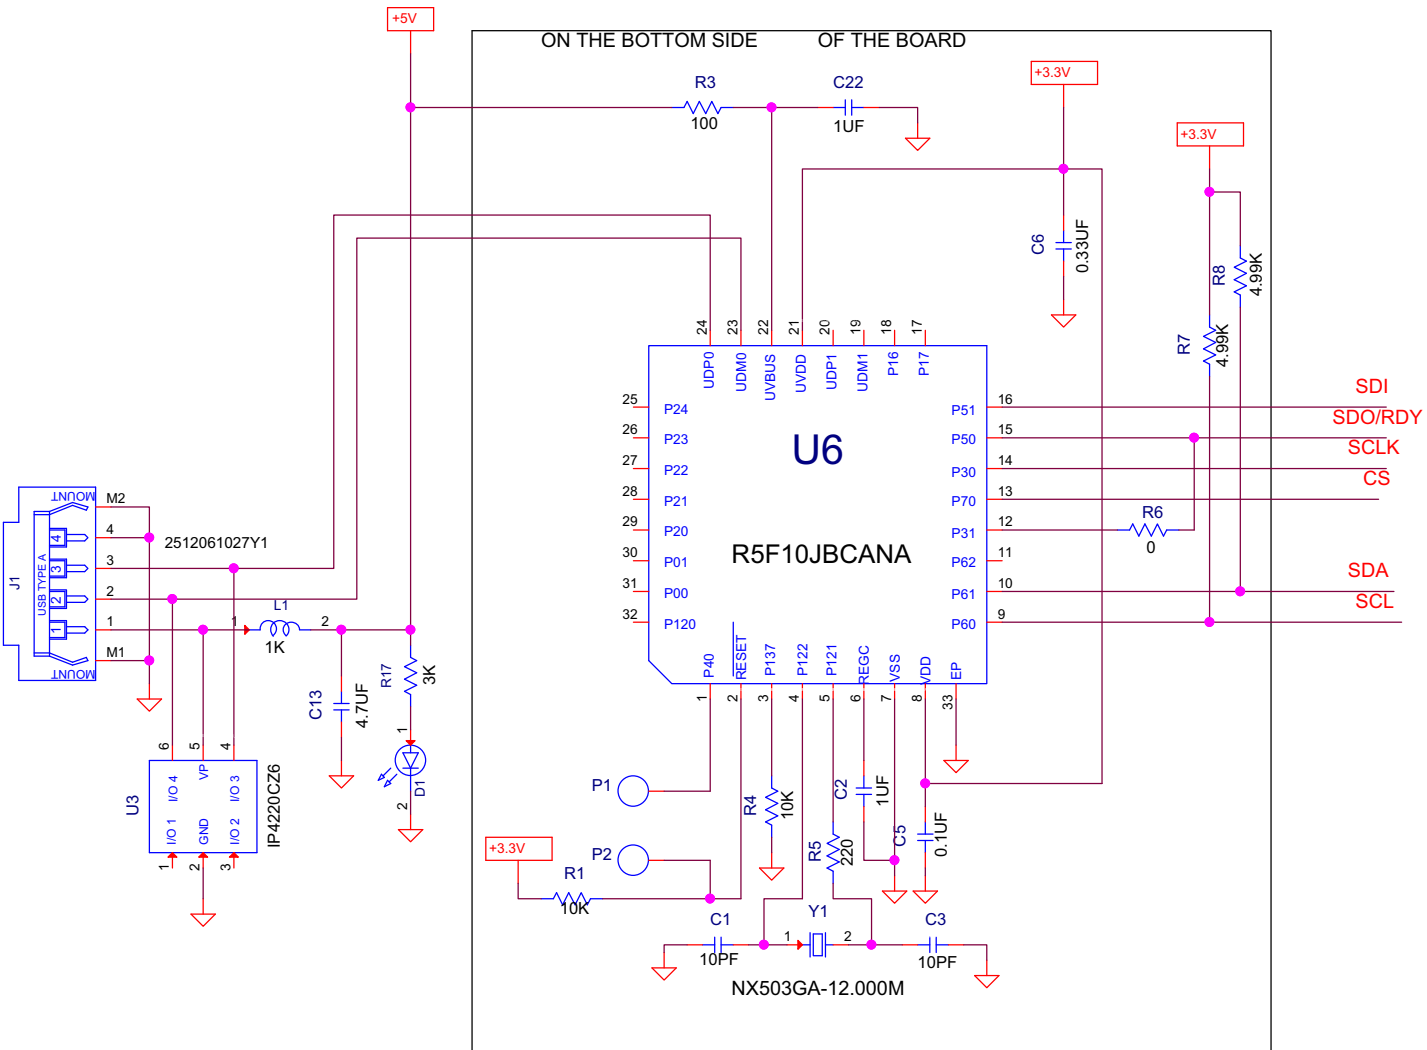 +5V
ON THE BOTTOM SIDE OF THE BOARD
+3.3V
R3
C22
100
1UF
+3.3V
C6
0.33UF
R8
4.99K
R7
4.99K
24
23
22
21
20
19
18
17
UDP0
UDM0
UVBUS
UVDD
UDP1
UDM1
P16
P17
25
P24
26
P23
27
P22
28
P21
29
P20
30
P01
31
P00
32
P120
U6
R5F10JBCANA
P51
16
SDI
P50
15
SDO/RDY
P30
14
SCLK
P70
13
CS
P31
12
R6
0
P62
11
P61
10
SDA
P60
9
SCL
P40
RESET
P137
P122
P121
REGC
VSS
VDD
EP
1
2
3
4
5
6
7
8
33
J1
USB TYPE A
MOUNT
MOUNT
4
3
2
1
M2
4
3
2
1
M1
2512061027Y1
L1
1
2
1K
C13
4.7UF
R17
3K
1
D1
2
6
5
4
I/O 4
VP
I/O 3
U3
IP4220CZ6
I/O 1
GND
I/O 2
1
2
3
P1
P2
+3.3V
R1
10K
R4
10K
R5
220
C2
1UF
C5
0.1UF
C1
10PF
Y1
1
2
C3
10PF
NX503GA-12.000M